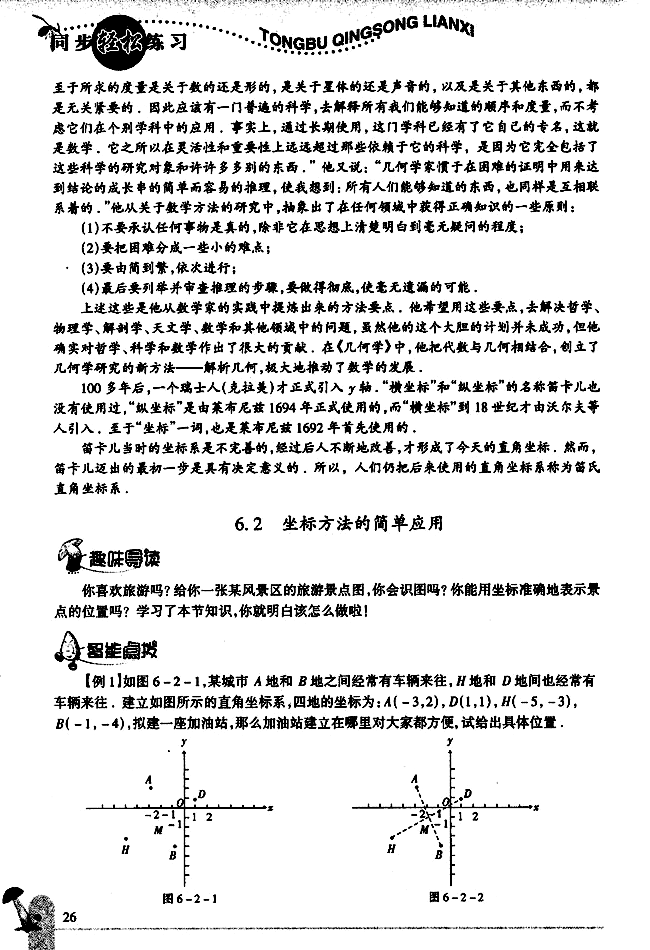 同步轻松练习
TONGBU QINGSONG LIANXI
至于所求的度量是关于数的还是形的，是关于星体的还是声音的，以及是关于其他东西的，都
是无关紧要的．因此应该有一门普遍的科学，去解释所有我们能够知道的顺序和度量，而不考
虑它们在个别学科中的应用．事实上，通过长期使用，这门学科已经有了它自己的专名，这就
是数学．它之所以在灵活性和重要性上远远超过那些依赖于它的科学，是因为它完全包括了
这些科学的研究对象和许许多多别的东西．”他又说：“几何学家惯于在困难的证明中用来达
到结论的成长串的简单而容易的推理，使我想到：所有人们能够知道的东西，也同样是互相联
系着的．”他从关于数学方法的研究中，抽象出了在任何领域中获得正确知识的一些原则：
(1)不要承认任何事物是真的，除非它在思想上清楚明白到毫无疑问的程度；
(2)要把困难分成一些小的难点；
(3)要由简到繁，依次进行；
(4)最后要列举并审查推理的步骤，要做得彻底，使毫无遗漏的可能．
上述这些是他从数学家的实践中提炼出来的方法要点．他希望用这些要点，去解决哲学、
物理学、解剖学、天文学、数学和其他领域中的问题，虽然他的这个大胆的计划并未成功，但他
确实对哲学、科学和数学作出了很大的贡献．在《几何学》中，他把代数与几何相结合，创立了
几何学研究的新方法——解析几何，极大地推动了数学的发展．
100多年后，一个瑞士人(克拉美)才正式引入y轴．“横坐标”和“纵坐标”的名称笛卡儿也
没有使用过，“纵坐标”是由莱布尼兹1694年正式使用的，而“横坐标”到18世纪才由沃尔夫等
人引入．至于“坐标”一词，也是莱布尼兹1692年首先使用的．
笛卡儿当时的坐标系是不完善的，经过后人不断地改善，才形成了今天的直角坐标．然而，
笛卡儿迈出的最初一步是具有决定意义的．所以，人们仍把后来使用的直角坐标系称为笛氏
直角坐标系．
6.2 坐标方法的简单应用
趣味导读
你喜欢旅游吗？给你一张某风景区的旅游景点图，你会识图吗？你能用坐标准确地表示景
点的位置吗？学习了本节知识，你就明白该怎么做啦！
智能点拨
【例1】如图6-2-1，某城市A地和B地之间经常有车辆来往，H地和D地间也经常有
车辆来往．建立如图所示的直角坐标系，四地的坐标为：A(-3,2)，D(1,1)，H(-5，-3)，
B(-1，-4)，拟建一座加油站，那么加油站建立在哪里对大家都方便，试给出具体位置．
y
A
D
O
x
-2 -1 1 2
M -1
H
B
图6-2-1
y
A
D
O
x
-2 -1 1 2
M -1
H
B
图6-2-2
26